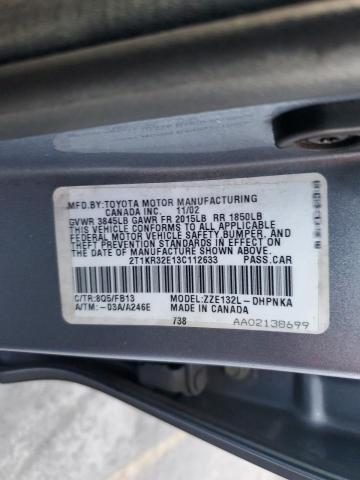 MFD.BY:TOYOTA MOTOR MANUFACTURING
CANADA INC. 11/02
GVWR 3845LB GAWR FR 2015LB RR 1850LB
THIS VEHICLE CONFORMS TO ALL APPLICABLE
FEDERAL MOTOR VEHICLE SAFETY,BUMPER, AND
THEFT PREVENTION STANDARDS IN EFFECT ON
THE DATE OF MANUFACTURE SHOWN ABOVE.
2T1KR32E13C112633 PASS.CAR
C/TR:8Q5/FB13 MODEL:ZZE132L-DHPNKA
A/TM:-03A/A246E MADE IN CANADA
738 AA02138699